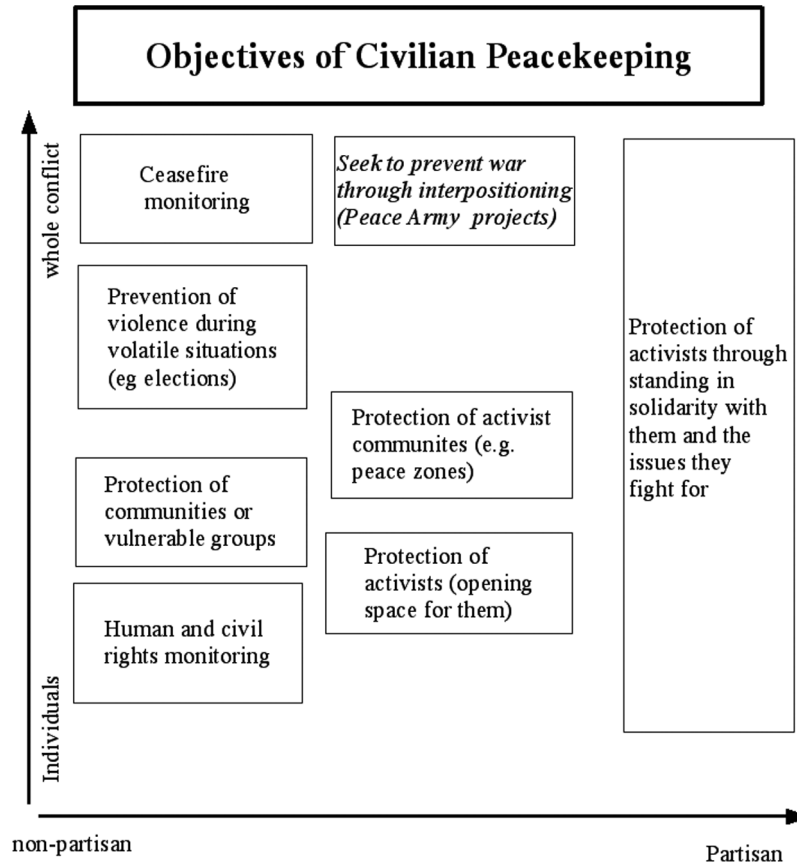 Objectives of Civilian Peacekeeping
whole conflict
Ceasefire
monitoring
Seek to prevent war
through interpositioning
(Peace Army projects)
Prevention of
violence during
volatile situations
(eg elections)
Protection of activist
communites (e.g.
peace zones)
Protection of
activists through
standing in
solidarity with
them and the
issues they
fight for
Protection of
communities or
vulnerable groups
Protection of
activists (opening
space for them)
Human and civil
rights monitoring
Individuals
non-partisan
Partisan